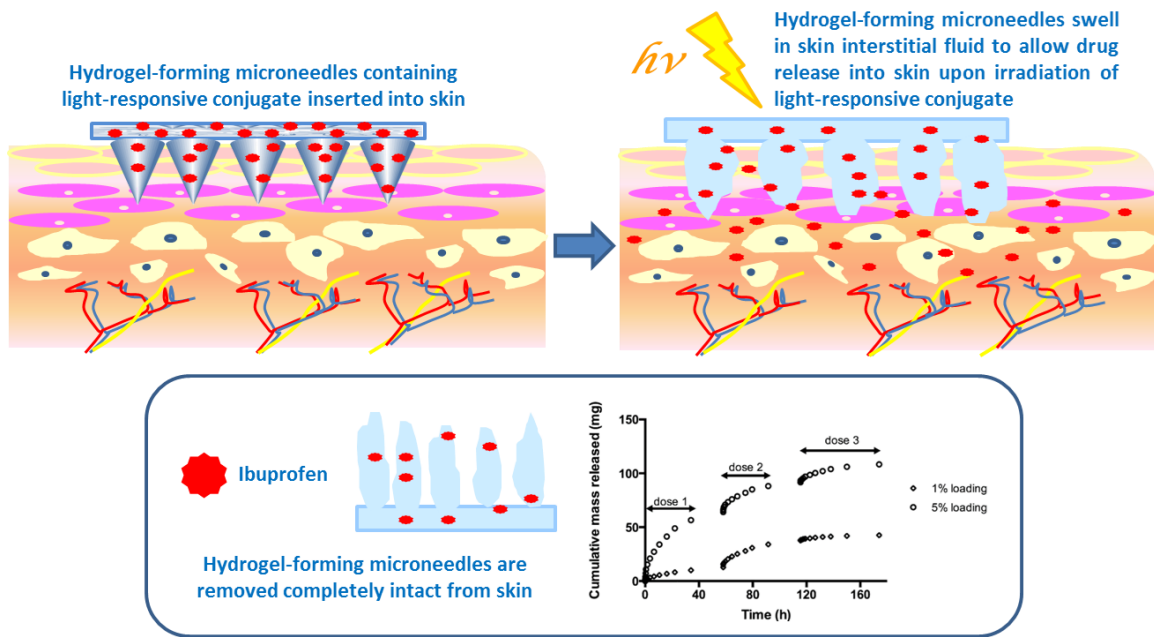 Hydrogel-forming microneedles containing
light-responsive conjugate inserted into skin
hν
Hydrogel-forming microneedles swell
in skin interstitial fluid to allow drug
release into skin upon irradiation of
light-responsive conjugate
Ibuprofen
Hydrogel-forming microneedles are
removed completely intact from skin
Cumulative mass released (mg)
150
100
50
0
dose 1
dose 2
dose 3
1% loading
5% loading
0
40
80
120
160
Time (h)